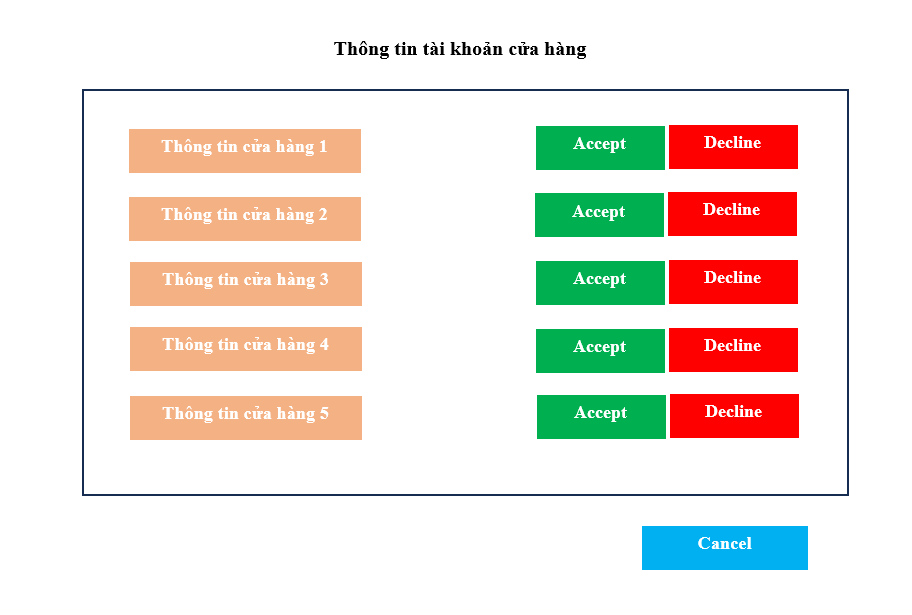 Thông tin tài khoản cửa hàng
Thông tin cửa hàng 1 Accept Decline
Thông tin cửa hàng 2 Accept Decline
Thông tin cửa hàng 3 Accept Decline
Thông tin cửa hàng 4 Accept Decline
Thông tin cửa hàng 5 Accept Decline
Cancel